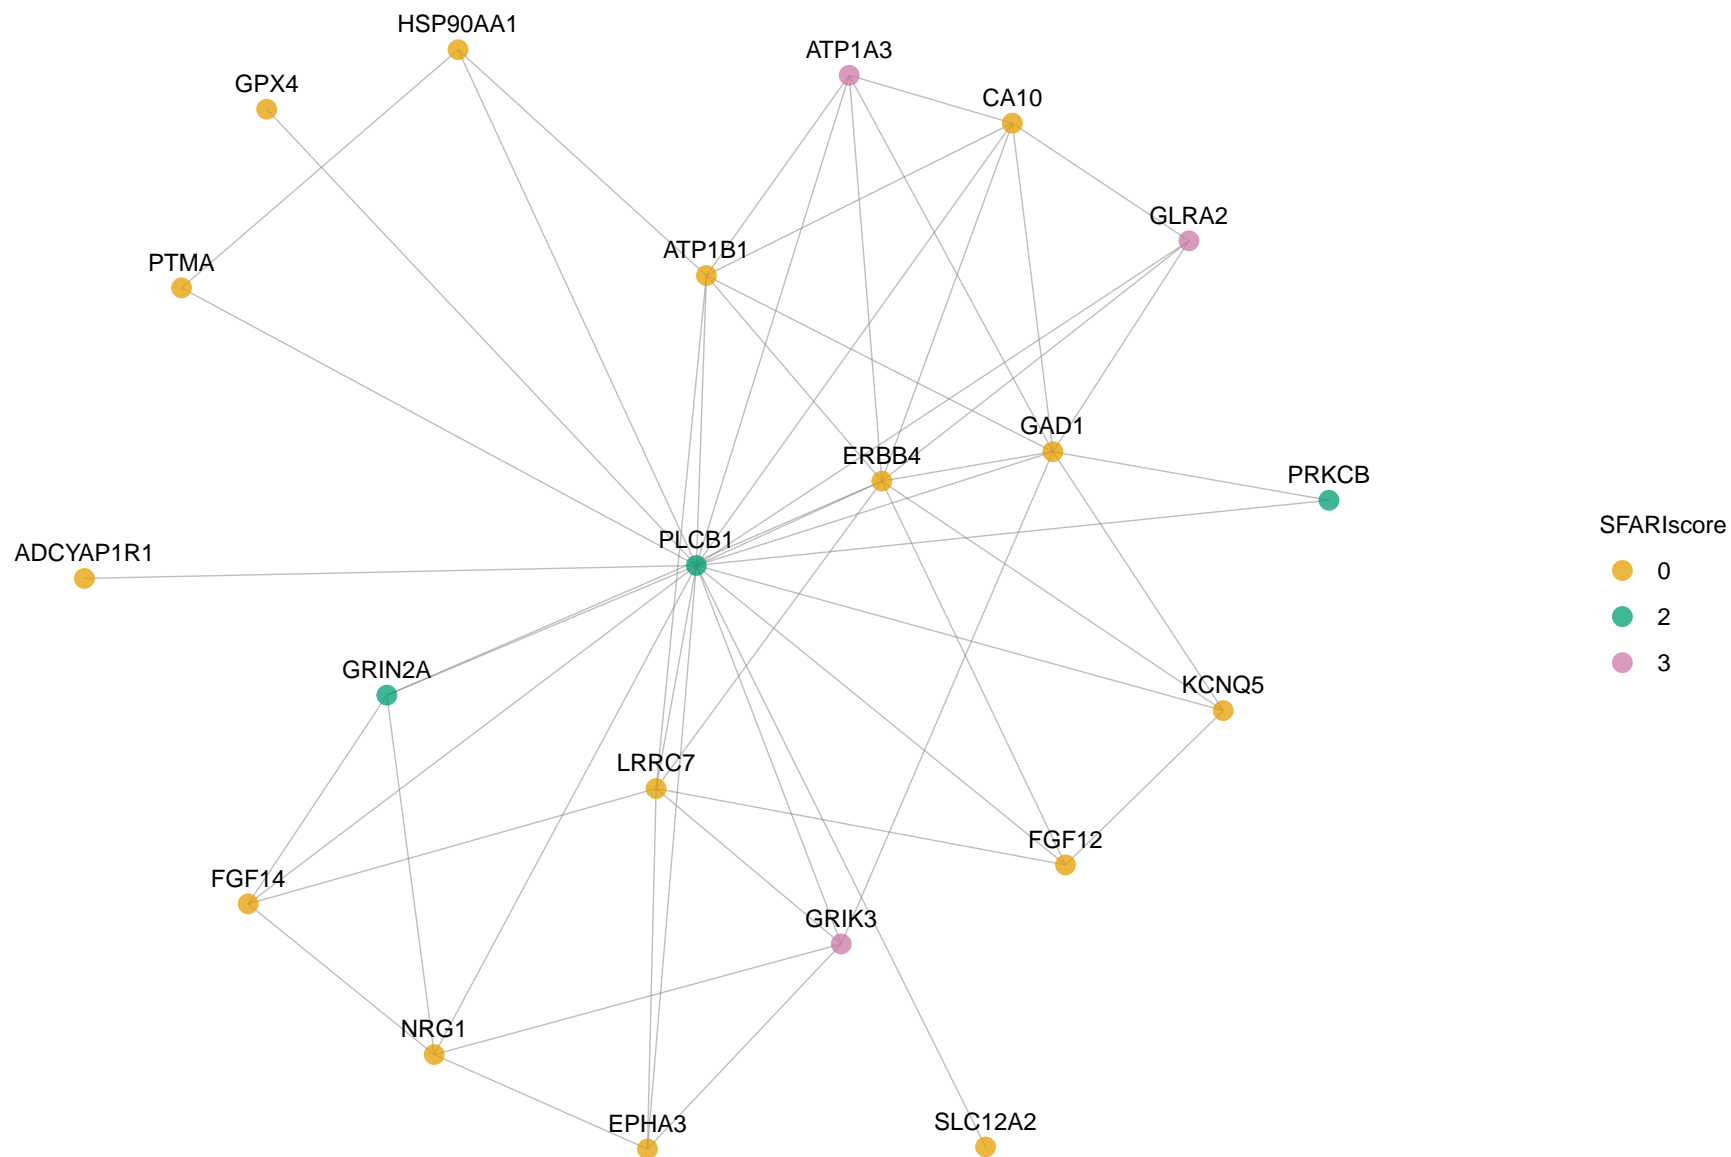 HSP90AA1
ATP1A3
GPX4
CA10
GLRA2
ATP1B1
PTMA
GAD1
ERBB4
PRKCB
SFARIscore
PLCB1
ADCYAP1R1
0
2
3
GRIN2A
KCNQ5
LRRC7
FGF12
FGF14
GRIK3
NRG1
EPHA3
SLC12A2